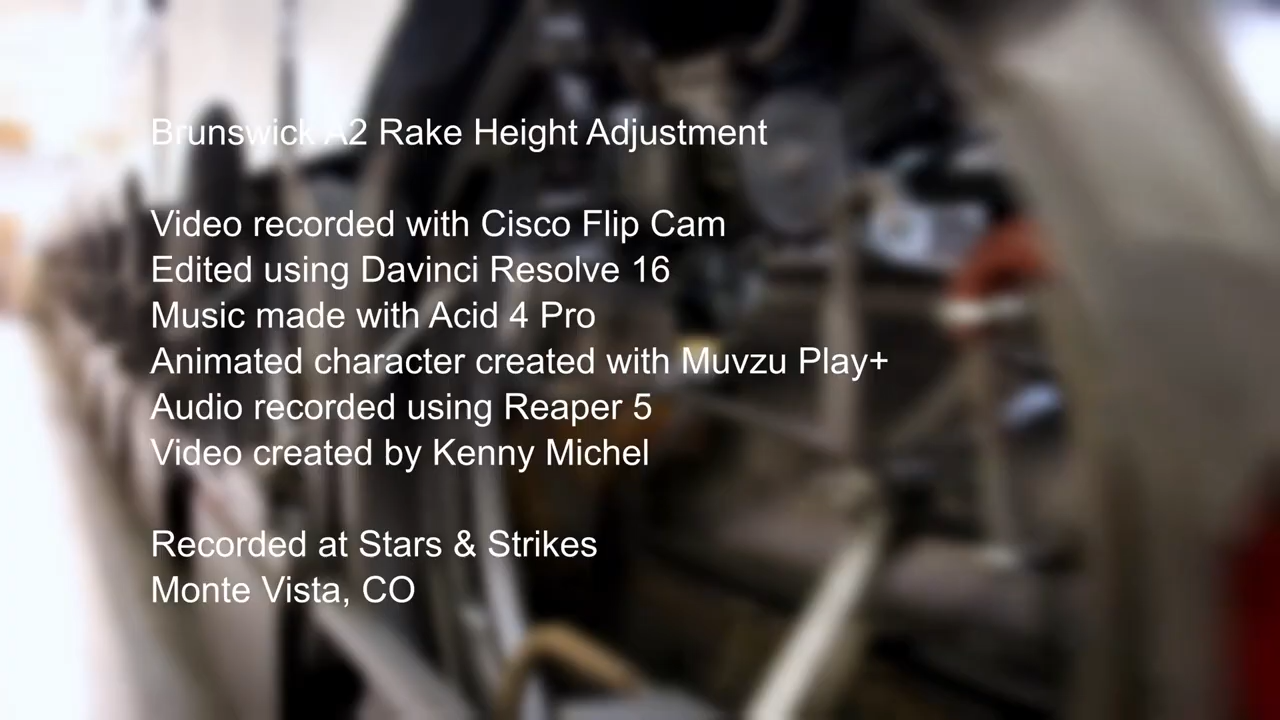 Brunswick A2 Rake Height Adjustment
Video recorded with Cisco Flip Cam
Edited using Davinci Resolve 16
Music made with Acid 4 Pro
Animated character created with Muvzu Play+
Audio recorded using Reaper 5
Video created by Kenny Michel
Recorded at Stars & Strikes
Monte Vista, CO